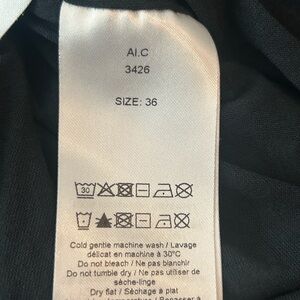 AI.C
3426
SIZE: 36
30
Cold gentle machine wash / Lavage
délicat en machine à 30°C
Do not bleach / Ne pas blanchir
Do not tumble dry / Ne pas utiliser de
sèche-linge
Dry flat / Séchage à plat